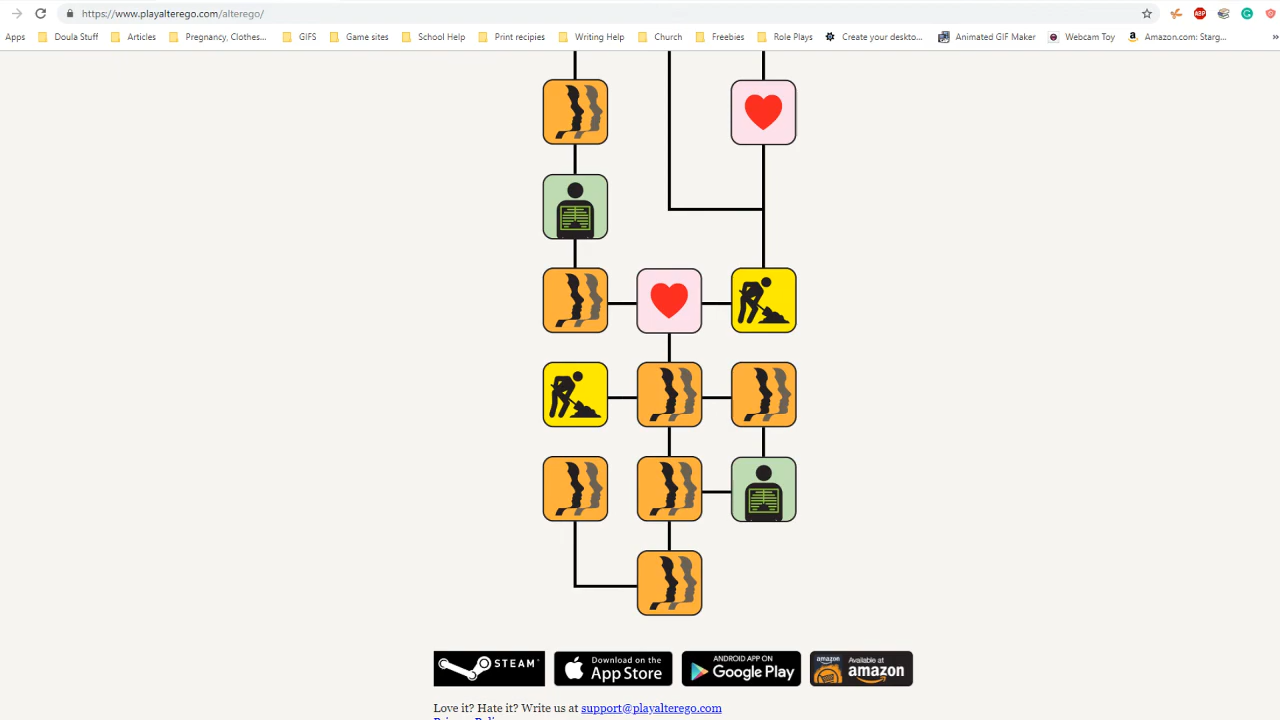 https://www.playalterego.com/alterego/
ABP
Apps Doula Stuff Articles Pregnancy, Clothes... GIFS Game sites School Help Print recipies Writing Help Church Freebies Role Plays Create your deskto... Animated GIF Maker Webcam Toy Amazon.com: Starg... »
STEAM™
Download on the
App Store
ANDROID APP ON
Google Play
amazon
Available at
amazon
Love it? Hate it? Write us at support@playalterego.com